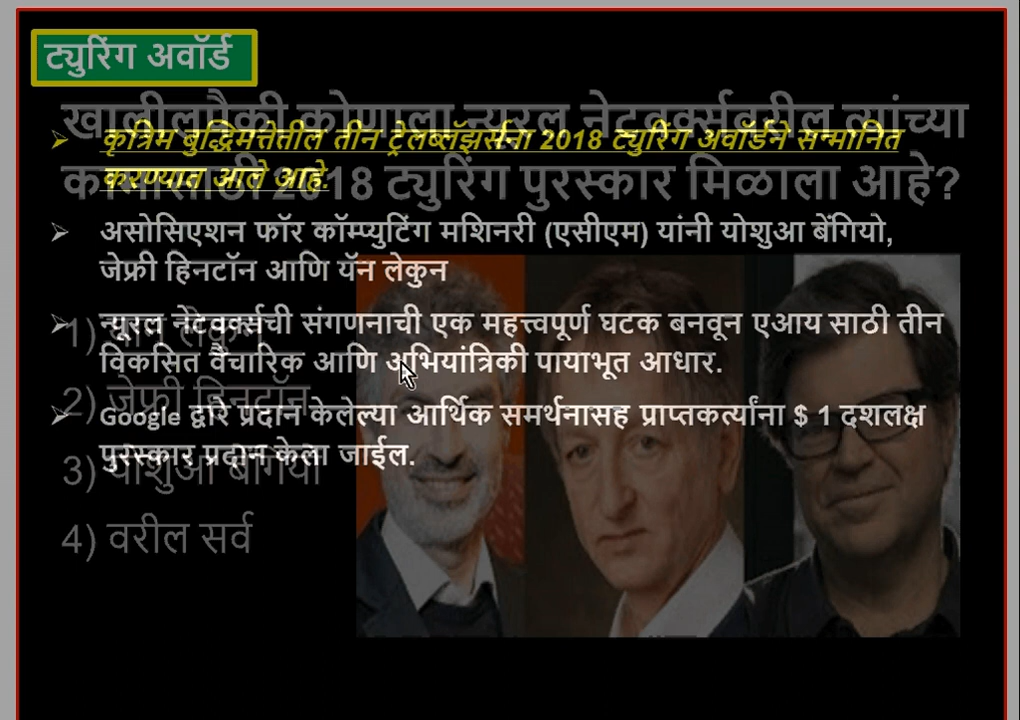 ट्युरिंग अवॉर्ड
खालीलपैकी कोणाला न्यूरल नेटवर्क्सवरील त्यांच्या
कामासाठी 2018 ट्युरिंग पुरस्कार मिळाला आहे?
कृत्रिम बुद्धिमत्तेतील तीन ट्रेलब्लॅझर्सना 2018 ट्युरिंग अवॉर्डने सन्मानित
करण्यात आले आहे.
असोसिएशन फॉर कॉम्प्युटिंग मशिनरी (एसीएम) यांनी योशुआ बेंगियो,
जेफ्री हिनटॉन आणि यॅन लेकुन
न्यूरल नेटवर्क्सची संगणनाची एक महत्त्वपूर्ण घटक बनवून एआय साठी तीन
विकसित वैचारिक आणि अभियांत्रिकी पायाभूत आधार.
Google द्वारे प्रदान केलेल्या आर्थिक समर्थनासह प्राप्तकर्त्यांना $ 1 दशलक्ष
पुरस्कार प्रदान केला जाईल.
1) यान लेकुन
2) जेफ्री हिनटॉन
3) योशुआ बेंगियो
4) वरील सर्व